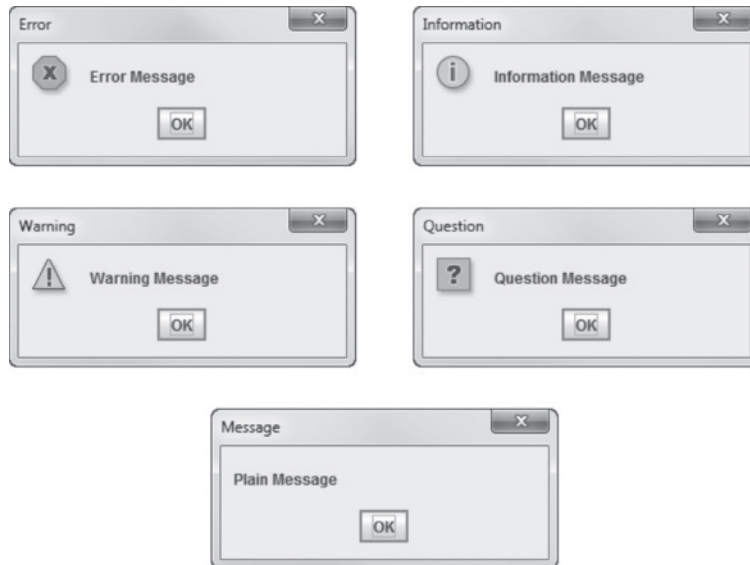 Error
X
Error Message
OK
Information
i
Information Message
OK
Warning
!
Warning Message
OK
Question
?
Question Message
OK
Message
Plain Message
OK